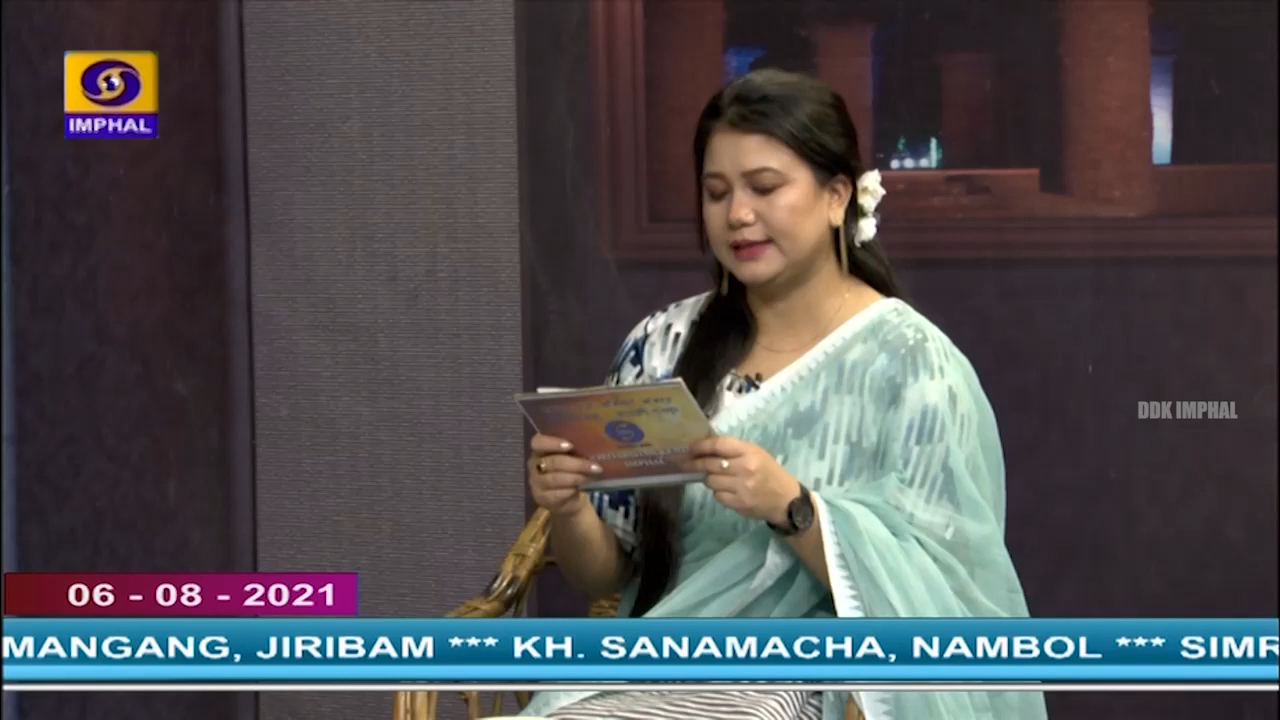 IMPHAL
DDK IMPHAL
06 - 08 - 2021
MANGANG, JIRIBAM *** KH. SANAMACHA, NAMBOL *** SIMR